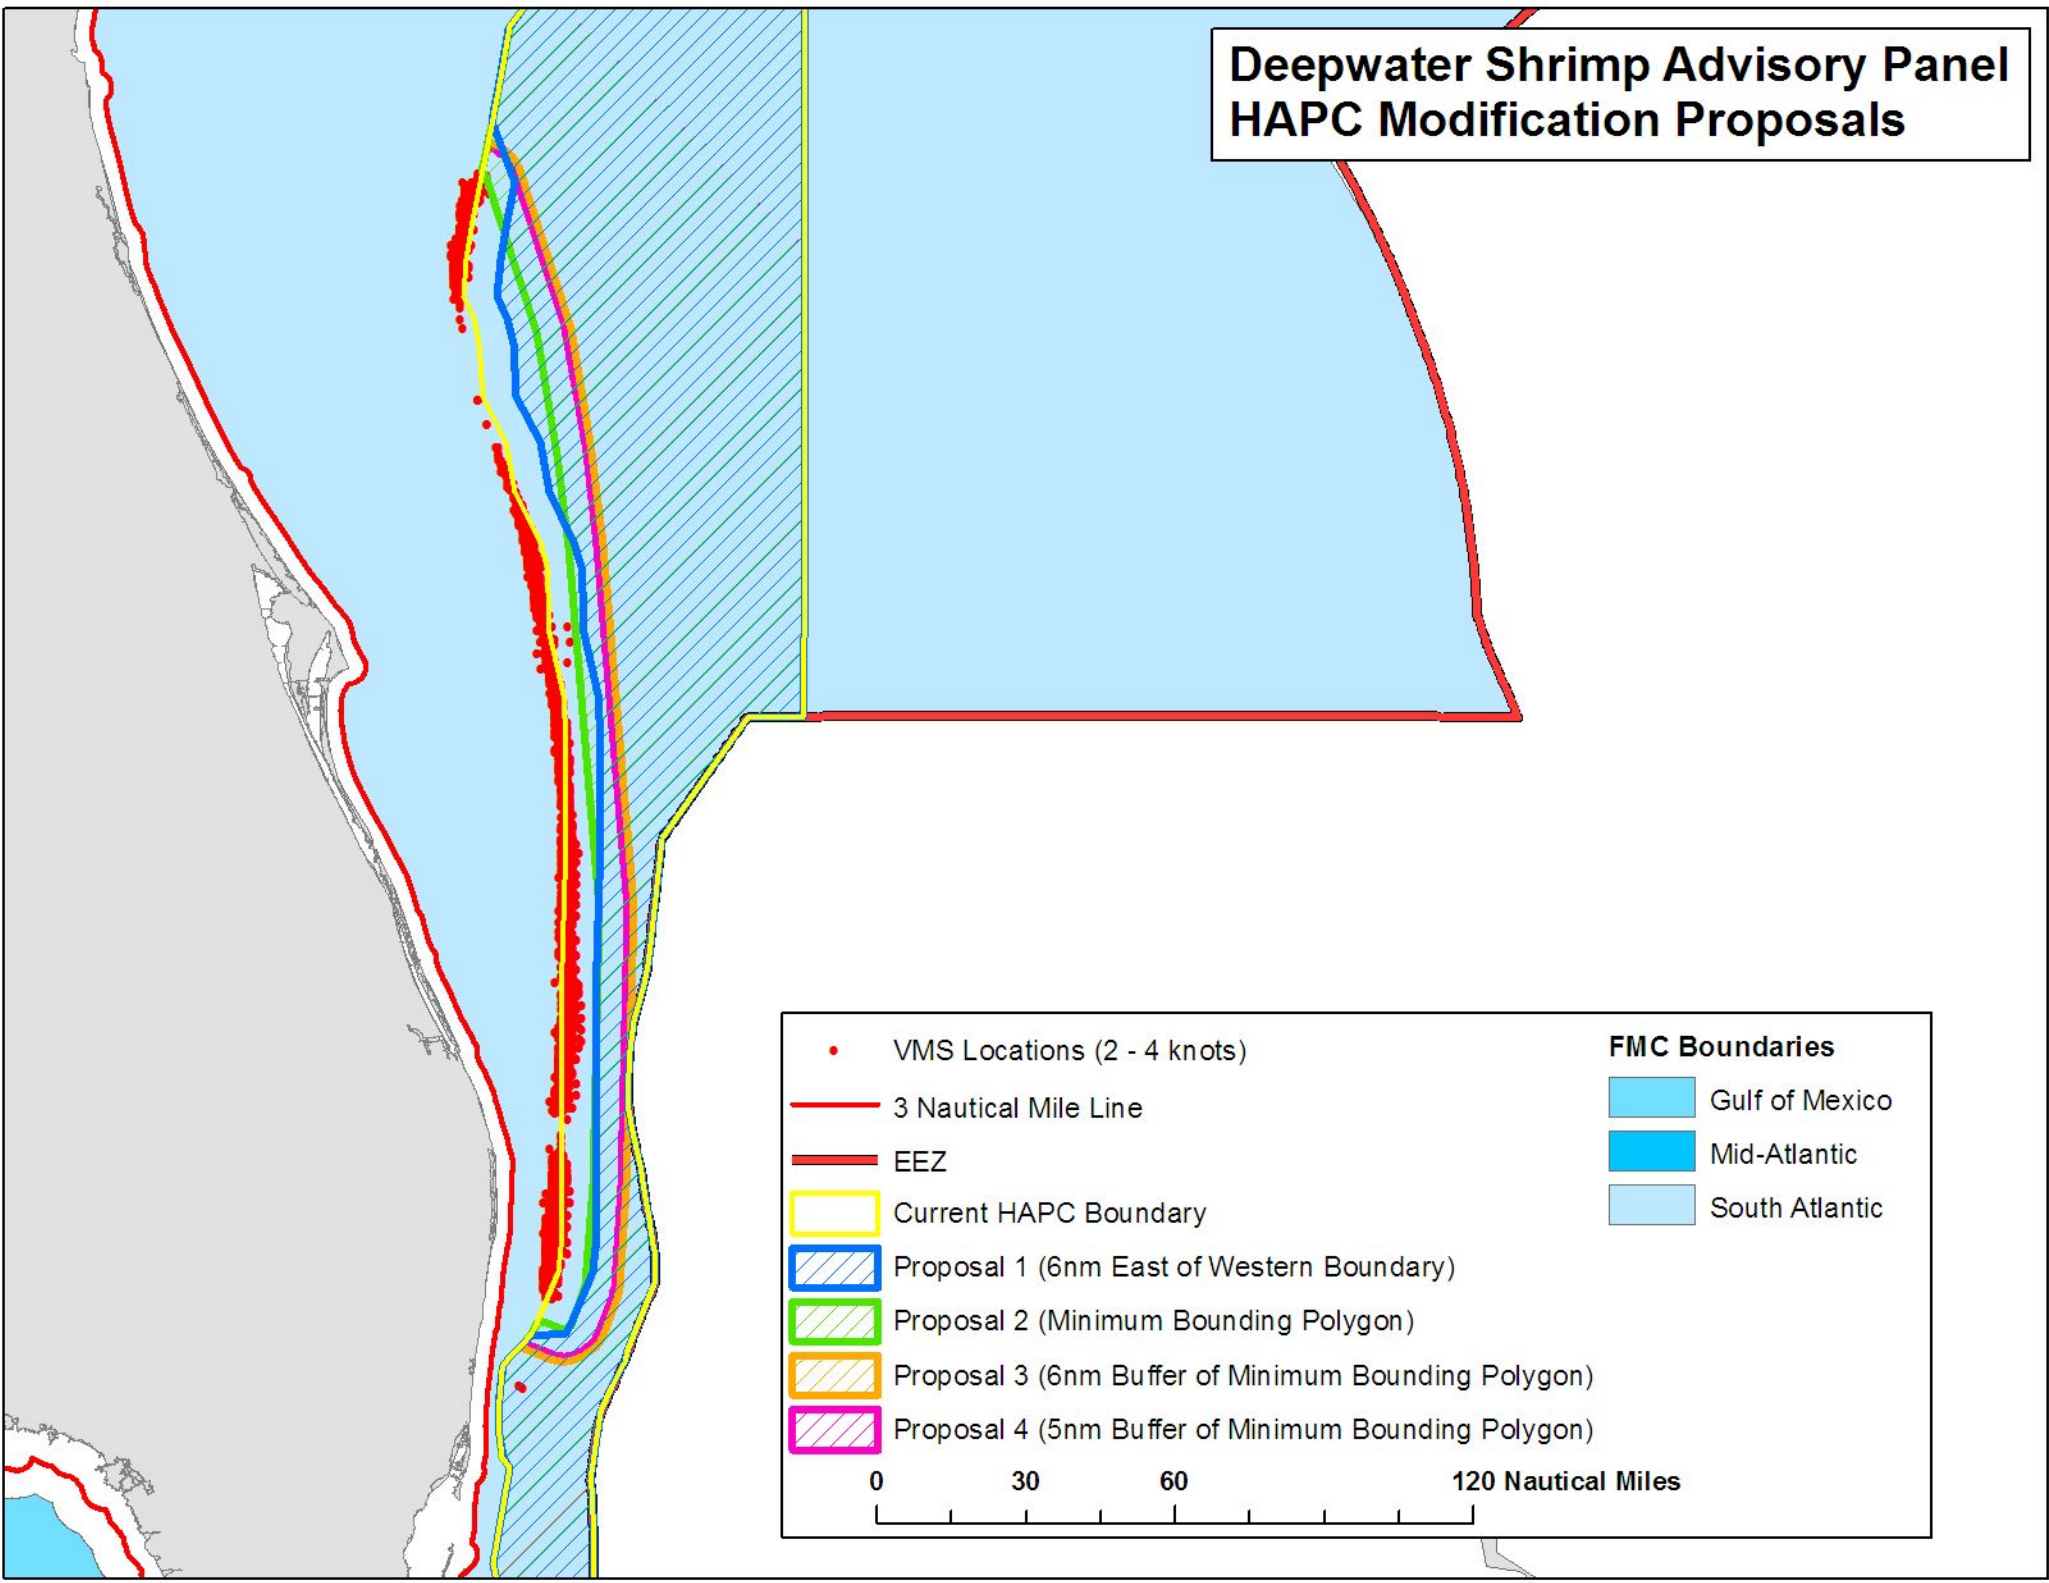 Deepwater Shrimp Advisory Panel
HAPC Modification Proposals
VMS Locations (2 - 4 knots)
3 Nautical Mile Line
EEZ
Current HAPC Boundary
Proposal 1 (6nm East of Western Boundary)
Proposal 2 (Minimum Bounding Polygon)
Proposal 3 (6nm Buffer of Minimum Bounding Polygon)
Proposal 4 (5nm Buffer of Minimum Bounding Polygon)
FMC Boundaries
Gulf of Mexico
Mid-Atlantic
South Atlantic
0 30 60 120 Nautical Miles